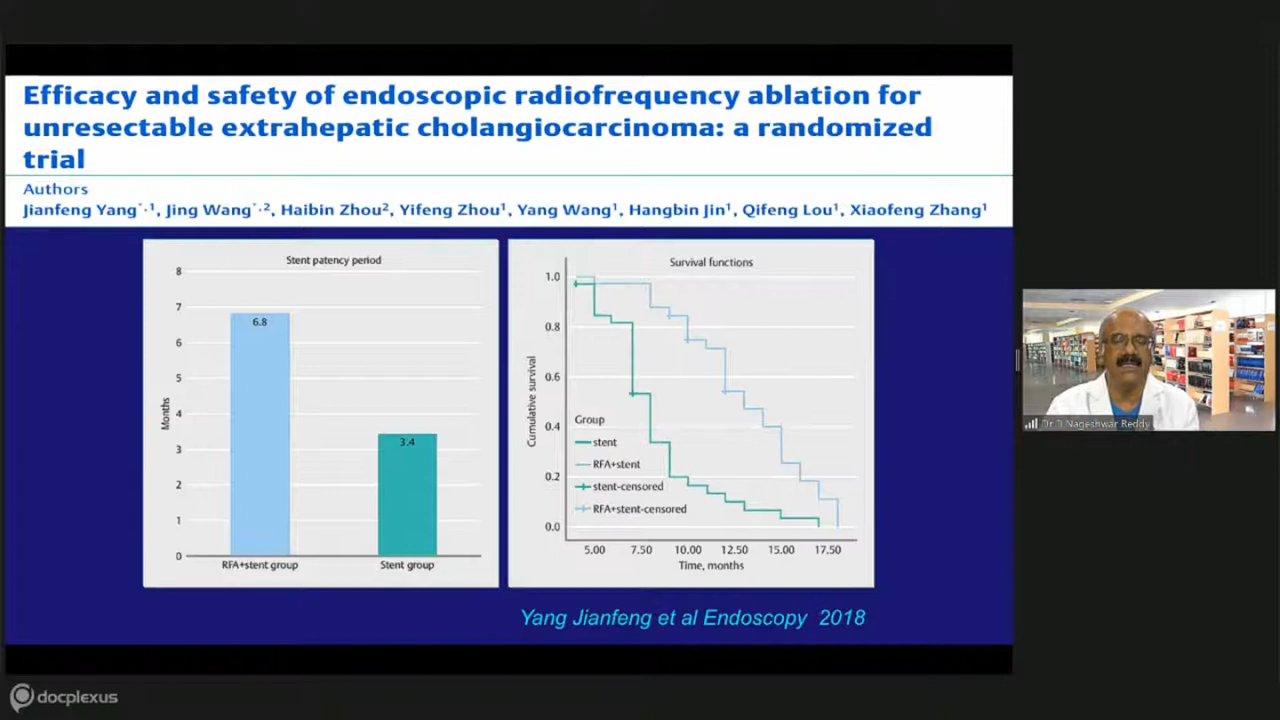 Efficacy and safety of endoscopic radiofrequency ablation for
unresectable extrahepatic cholangiocarcinoma: a randomized
trial
Authors
Jianfeng Yang*,1, Jing Wang*,2, Haibin Zhou2, Yifeng Zhou1, Yang Wang1, Hangbin Jin1, Qifeng Lou1, Xiaofeng Zhang1
Stent patency period
8
7
6
5
4
3
2
1
0
Months
6.8
3.4
RFA+stent group
Stent group
Survival functions
1.0
0.8
0.6
0.4
0.2
0.0
Cumulative survival
Group
stent
RFA+stent
stent-censored
RFA+stent-censored
5.00 7.50 10.00 12.50 15.00 17.50
Time, months
Yang Jianfeng et al Endoscopy 2018
Dr D Nageshwar Reddy
docplexus